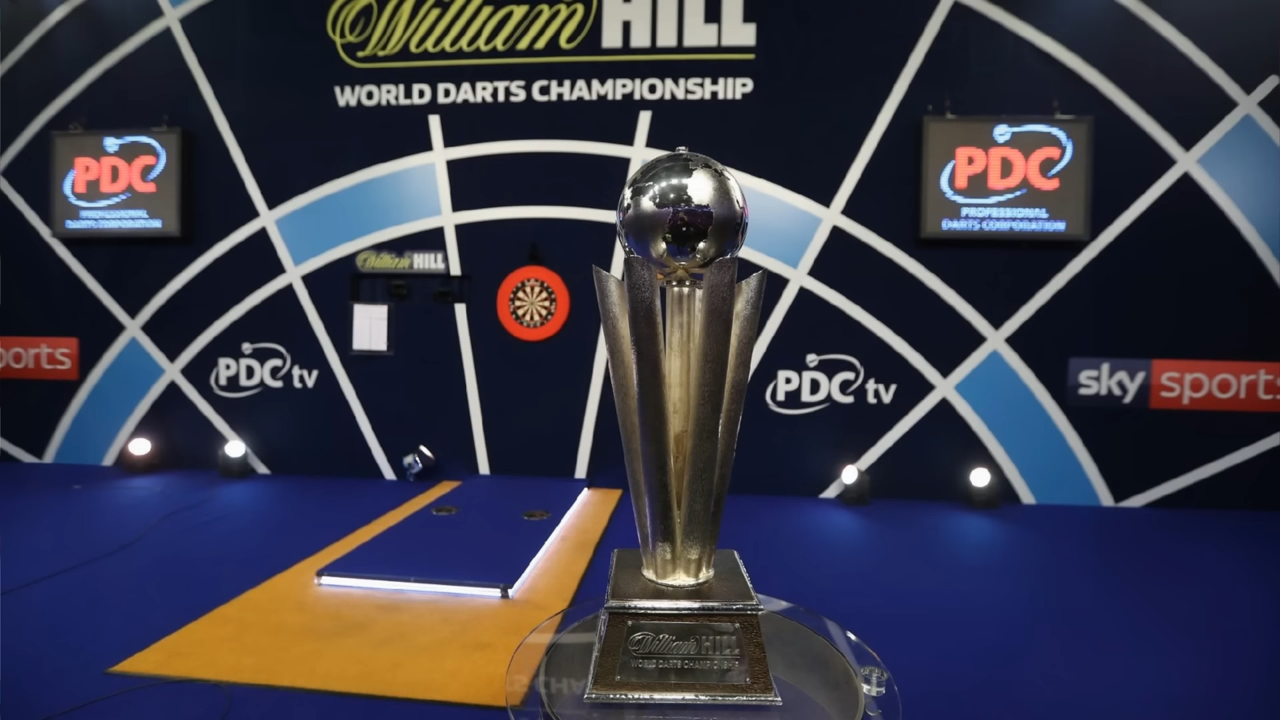 William HILL
WORLD DARTS CHAMPIONSHIP
PDC
PROFESSIONAL
DARTS CORPORATION
PDC
PROFESSIONAL
DARTS CORPORATION
William HILL
ports
PDC tv
PDC tv
sky sports
William HILL
WORLD DARTS CHAMPIONSHIP